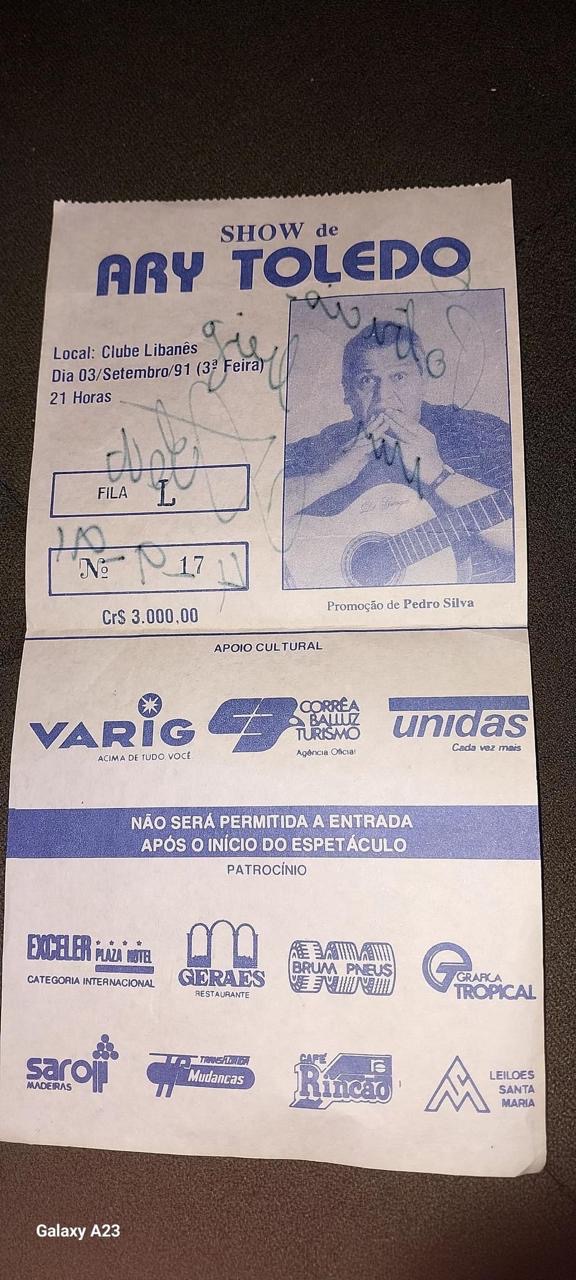 SHOW de
ARY TOLEDO
Local: Clube Libanês
Dia 03/Setembro/91 (3ª Feira)
21 Horas
FILA L
Nº 17
Cr$ 3.000,00
Promoção de Pedro Silva
APOIO CULTURAL
VARIG
ACIMA DE TUDO VOCÊ
CORRÊA
BALLUZ
TURISMO
Agência Oficial
unidas
Cada vez mais
NÃO SERÁ PERMITIDA A ENTRADA
APÓS O INÍCIO DO ESPETÁCULO
PATROCÍNIO
EXCELER PLAZA HOTEL
CATEGORIA INTERNACIONAL
GERAES
RESTAURANTE
BRUM PNEUS
GRAFICA
TROPICAL
saroji
MADEIRAS
Mudancas
CAFÉ
Rincão
LEILOES
SANTA
MARIA
Galaxy A23